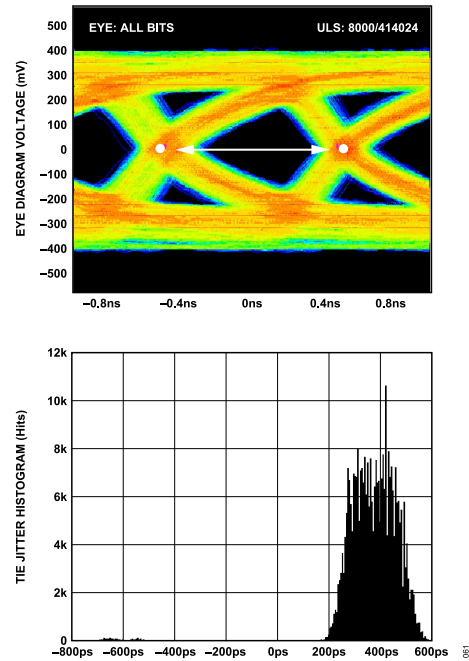 EYE: ALL BITS
ULS: 8000/414024
EYE DIAGRAM VOLTAGE (mV)
500
400
300
200
100
0
–100
–200
–300
–400
–500
–0.8ns
–0.4ns
0ns
0.4ns
0.8ns
TIE JITTER HISTOGRAM (Hits)
12k
10k
8k
6k
4k
2k
0
–800ps
–600ps
–400ps
–200ps
0ps
200ps
400ps
600ps
061